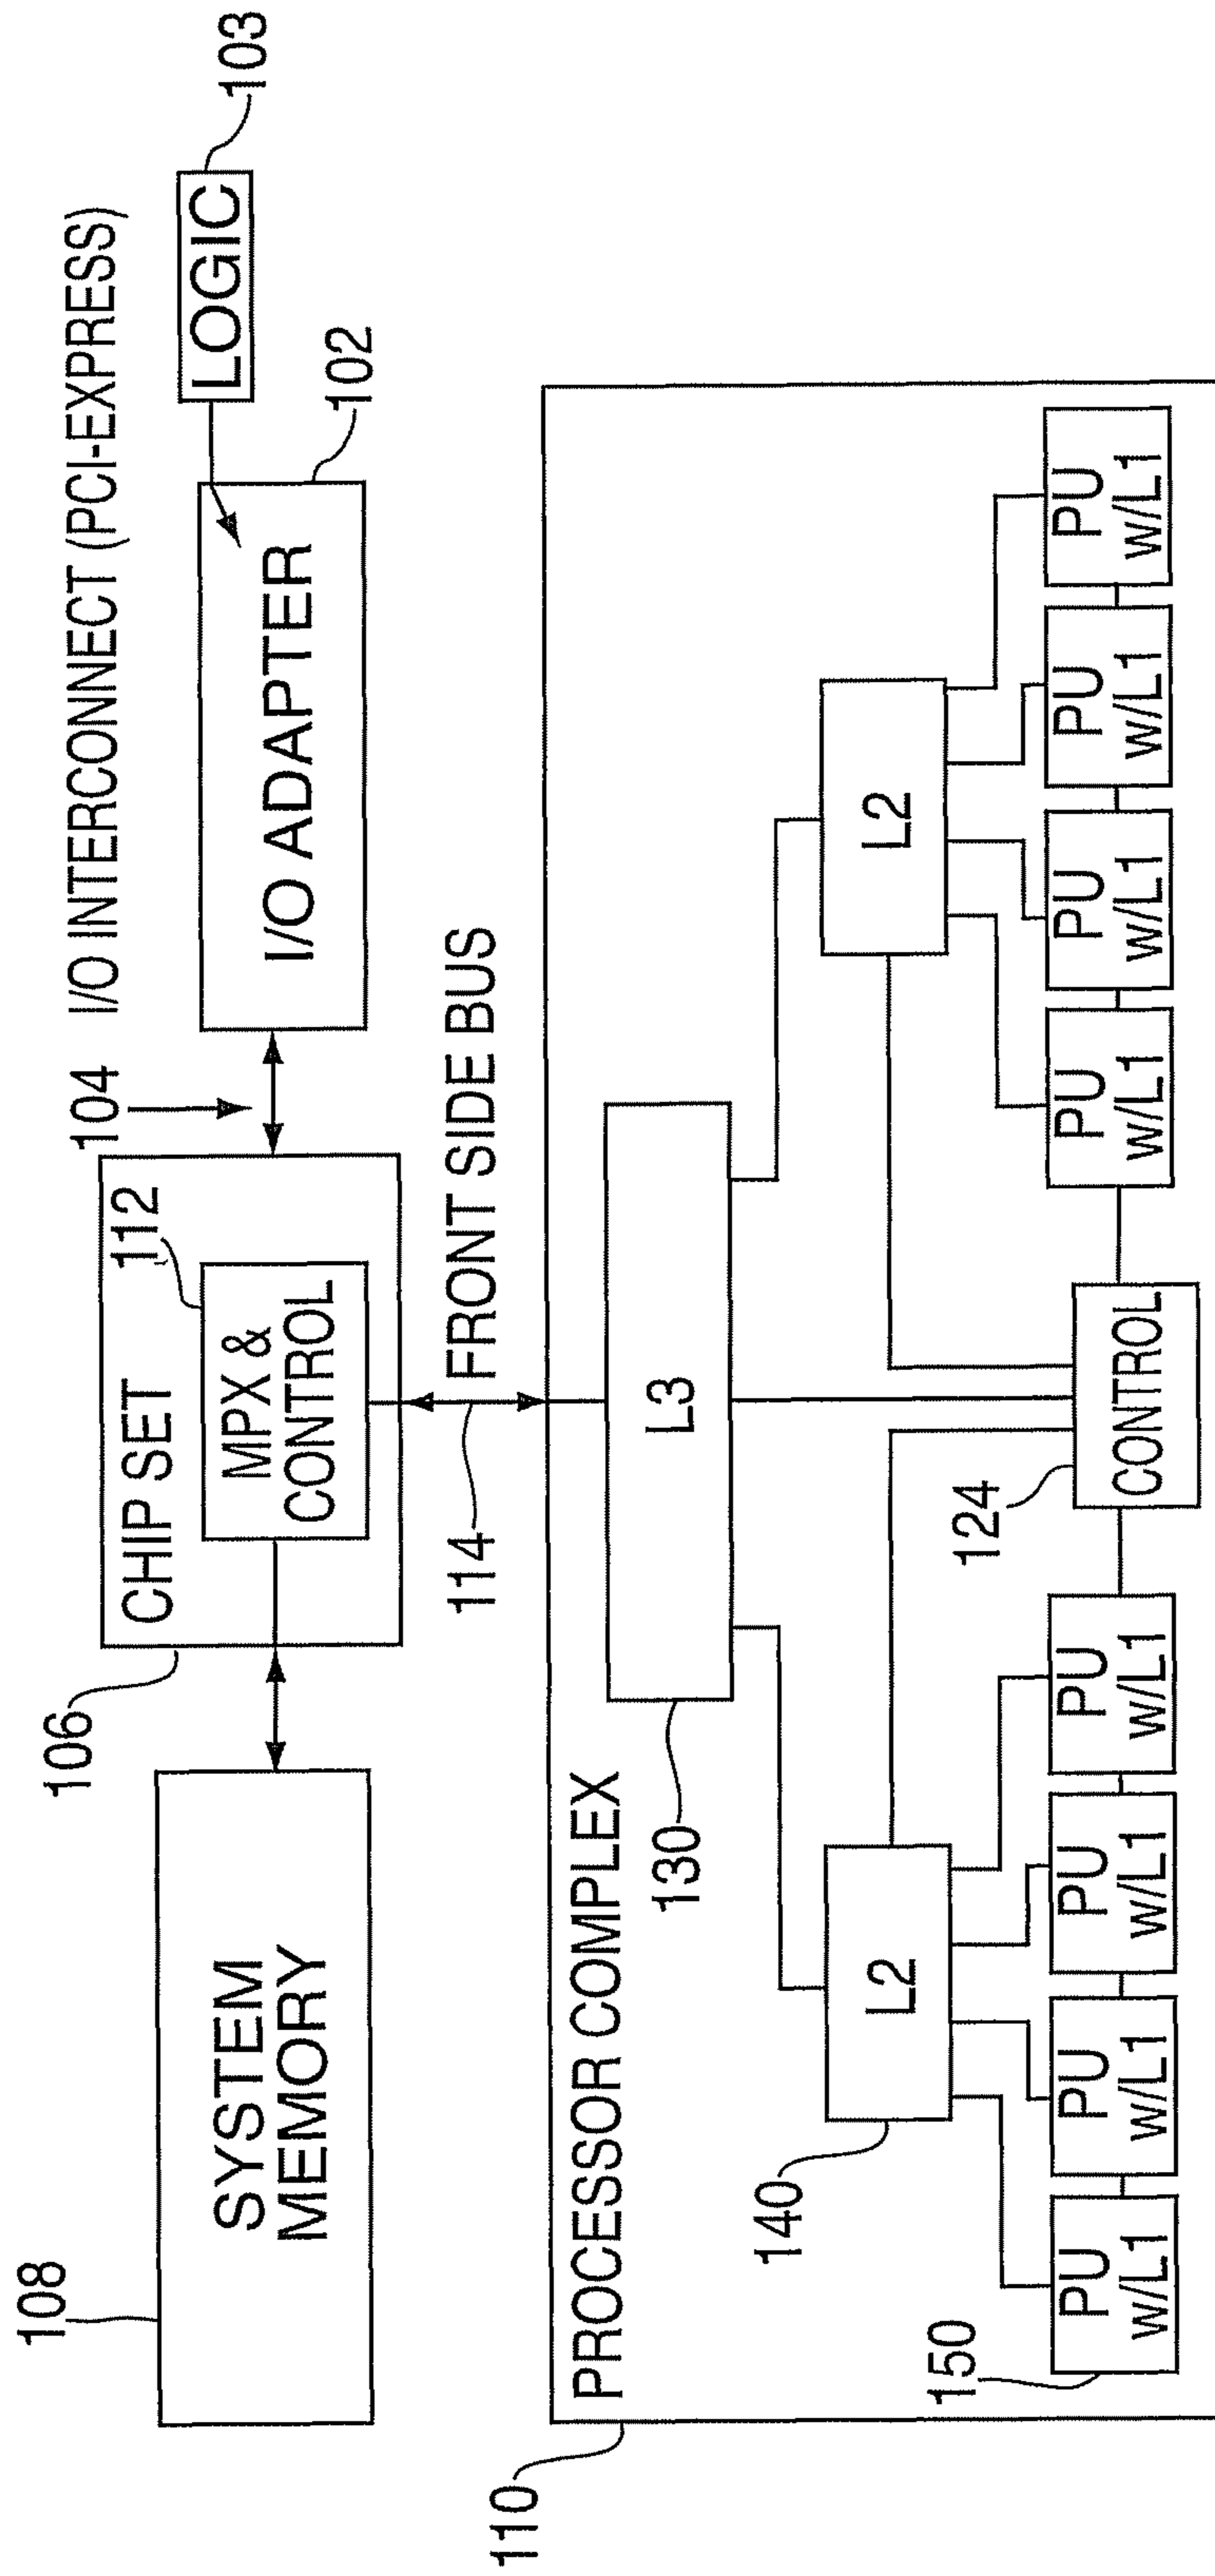 108
SYSTEM
MEMORY
106
CHIP SET
112
MPX &
CONTROL
104
I/O INTERCONNECT (PCI-EXPRESS)
I/O ADAPTER
102
LOGIC
103
114
FRONT SIDE BUS
110
PROCESSOR COMPLEX
130
L3
140
L2
L2
150
PU
w/L1
PU
w/L1
PU
w/L1
PU
w/L1
124
CONTROL
PU
w/L1
PU
w/L1
PU
w/L1
PU
w/L1